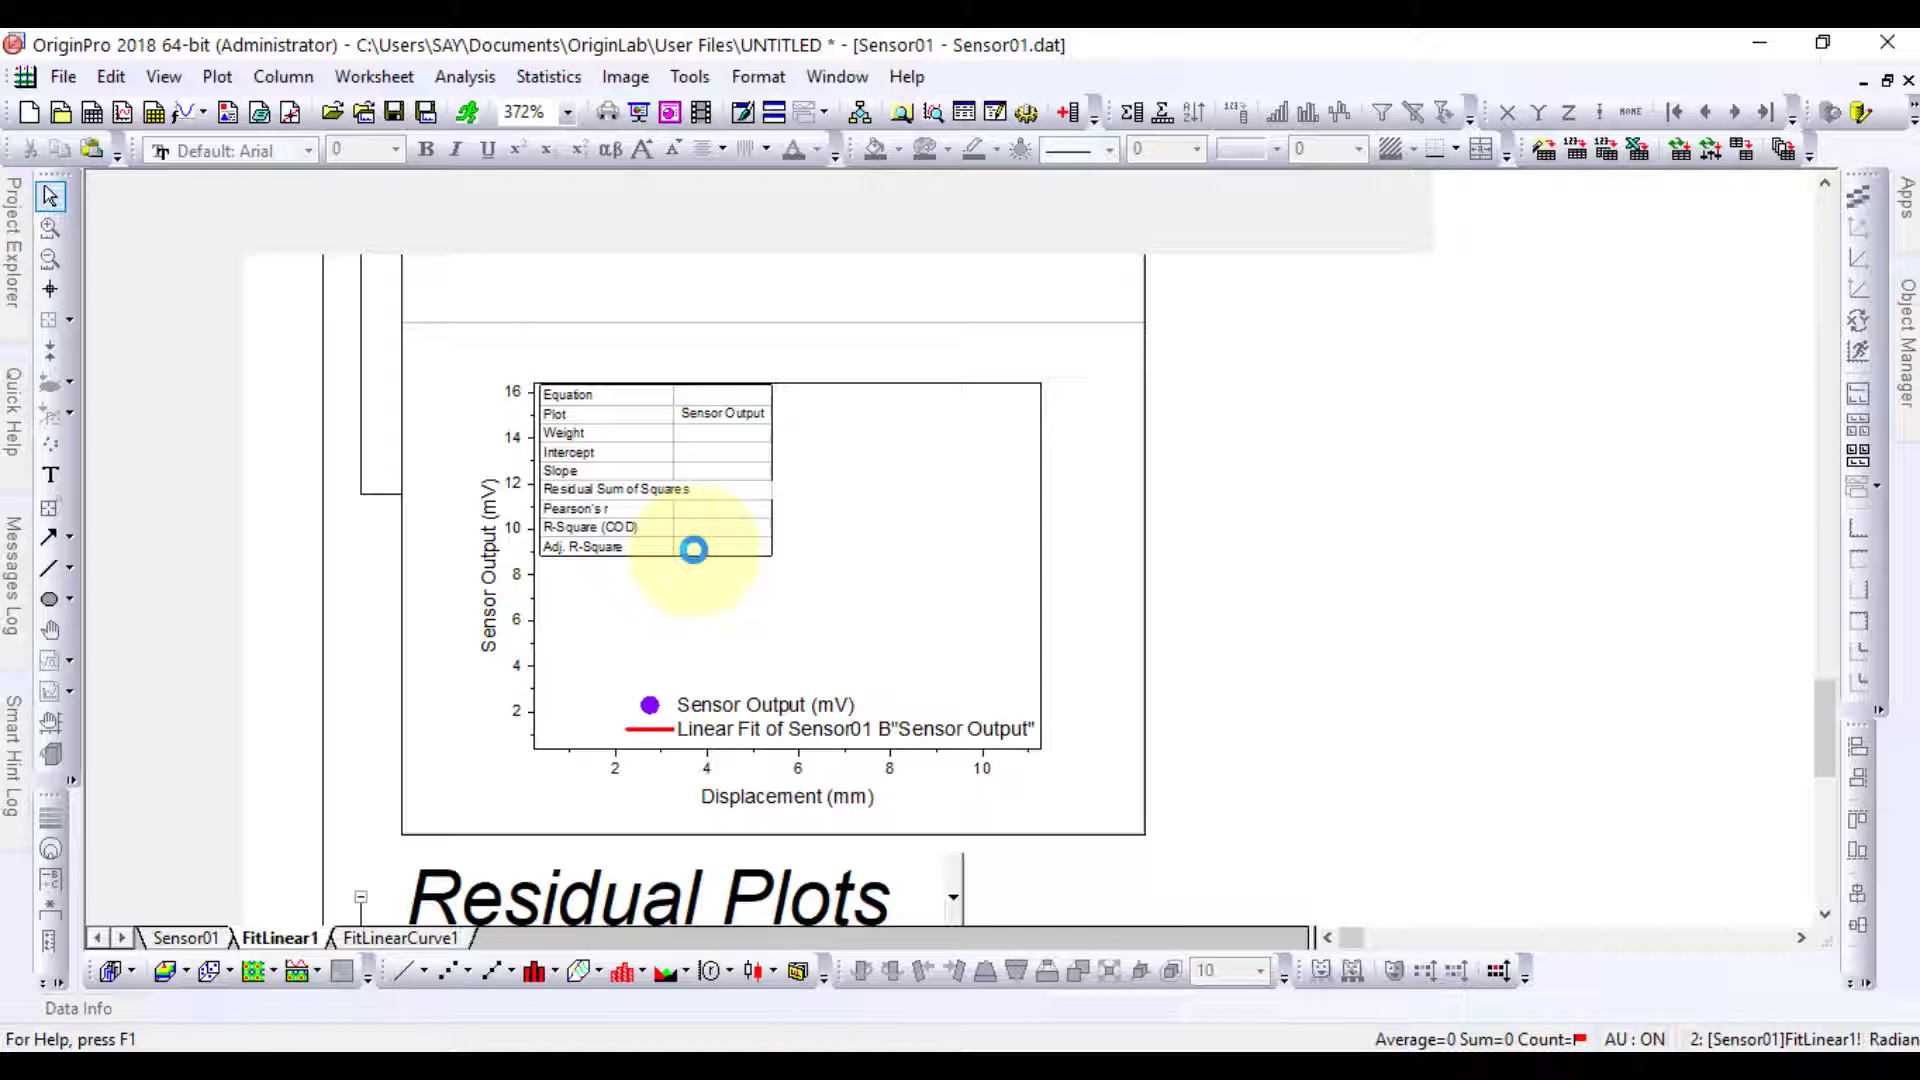 OriginPro 2018 64-bit (Administrator) - C:\Users\SAY\Documents\OriginLab\User Files\UNTITLED * - [Sensor01 - Sensor01.dat]
File Edit View Plot Column Worksheet Analysis Statistics Image Tools Format Window Help
372%
X Y Z HOME
Default: Arial 0 B I U αβ A A 0 0
Project Explorer
Quick Help
Messages Log
Smart Hint Log
Apps
Object Manager
T
Equation
Plot Sensor Output
Weight
Intercept
Slope
Residual Sum of Squares
Pearson's r
R-Square (COD)
Adj. R-Square
16
14
12
10
8
6
4
2
Sensor Output (mV)
Sensor Output (mV)
Linear Fit of Sensor01 B"Sensor Output"
2 4 6 8 10
Displacement (mm)
Residual Plots
Sensor01 FitLinear1 FitLinearCurve1
10
Data Info
For Help, press F1
Average=0 Sum=0 Count= AU : ON 2: [Sensor01]FitLinear1! Radian